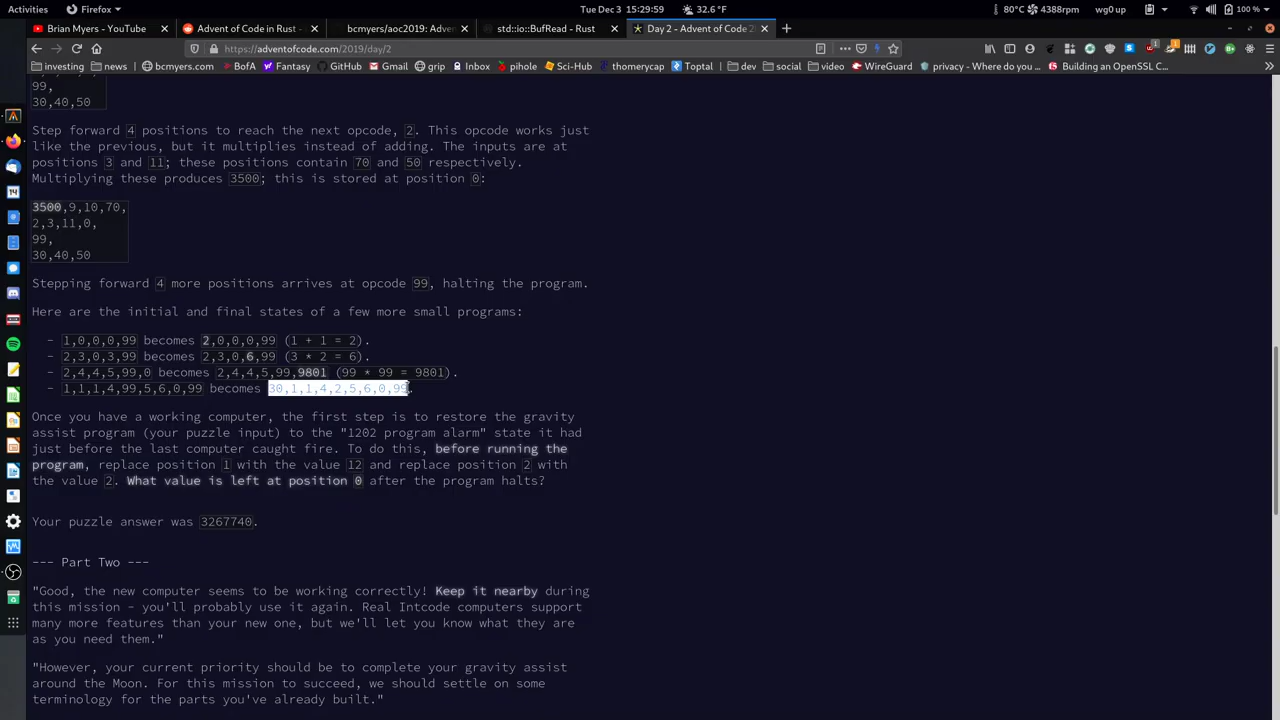 Activities Firefox Tue Dec 3 15:29:59 32.6 °F 80°C 4388rpm wg0 up 100 %
Brian Myers - YouTube Advent of Code in Rust - bcmyers/aoc2019: Adven std::io::BufRead - Rust Day 2 - Advent of Code 2
https://adventofcode.com/2019/day/2
investing news bcmyers.com BofA Fantasy GitHub Gmail grip Inbox pihole Sci-Hub thomerycap Toptal dev social video WireGuard privacy - Where do you ... Building an OpenSSL C...
99,
30,40,50
Step forward 4 positions to reach the next opcode, 2. This opcode works just
like the previous, but it multiplies instead of adding. The inputs are at
positions 3 and 11; these positions contain 70 and 50 respectively.
Multiplying these produces 3500; this is stored at position 0:
3500,9,10,70,
2,3,11,0,
99,
30,40,50
Stepping forward 4 more positions arrives at opcode 99, halting the program.
Here are the initial and final states of a few more small programs:
- 1,0,0,0,99 becomes 2,0,0,0,99 (1 + 1 = 2).
- 2,3,0,3,99 becomes 2,3,0,6,99 (3 * 2 = 6).
- 2,4,4,5,99,0 becomes 2,4,4,5,99,9801 (99 * 99 = 9801).
- 1,1,1,4,99,5,6,0,99 becomes 30,1,1,4,2,5,6,0,99.
Once you have a working computer, the first step is to restore the gravity
assist program (your puzzle input) to the "1202 program alarm" state it had
just before the last computer caught fire. To do this, before running the
program, replace position 1 with the value 12 and replace position 2 with
the value 2. What value is left at position 0 after the program halts?
Your puzzle answer was 3267740.
--- Part Two ---
"Good, the new computer seems to be working correctly! Keep it nearby during
this mission - you'll probably use it again. Real Intcode computers support
many more features than your new one, but we'll let you know what they are
as you need them."
"However, your current priority should be to complete your gravity assist
around the Moon. For this mission to succeed, we should settle on some
terminology for the parts you've already built."